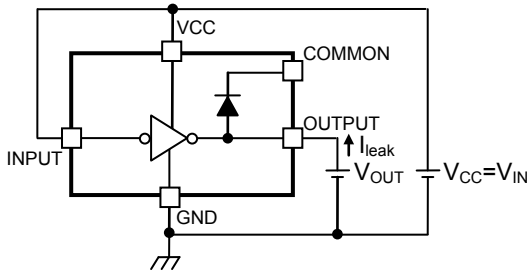 VCC
COMMON
OUTPUT
INPUT
Ileak
VOUT
VCC=VIN
GND